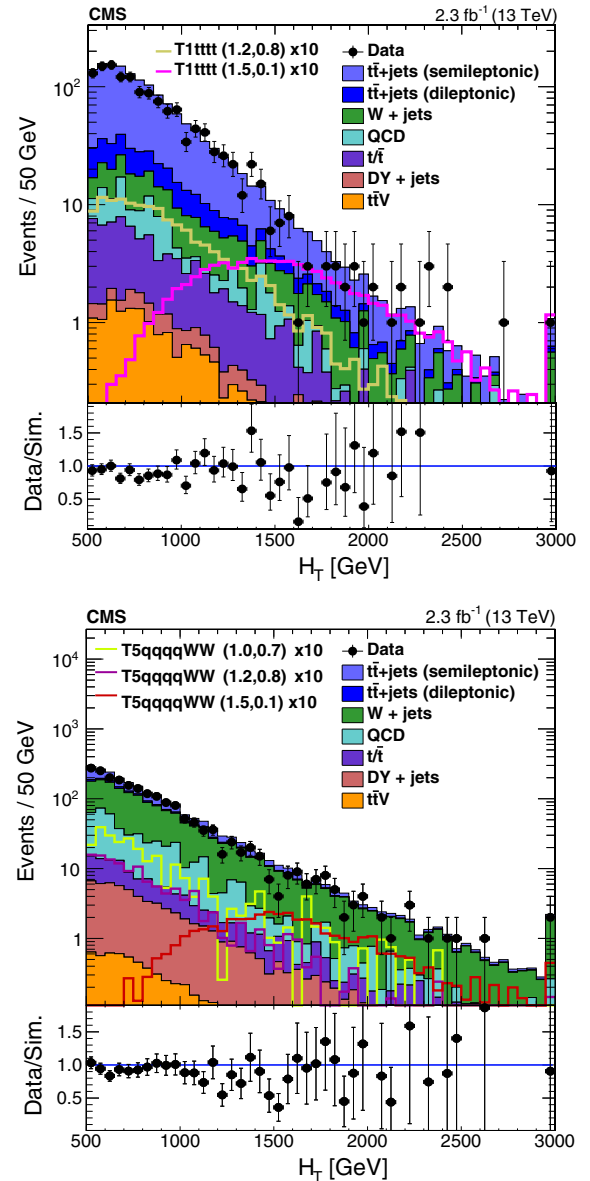 CMS 2.3 fb⁻¹ (13 TeV)
T1tttt (1.2,0.8) x10
T1tttt (1.5,0.1) x10
Data
tt̄+jets (semileptonic)
tt̄+jets (dileptonic)
W + jets
QCD
t/t̄
DY + jets
tt̄V
Events / 50 GeV
10²
10
1
Data/Sim.
1.5
1.0
0.5
500 1000 1500 2000 2500 3000
H_T [GeV]
CMS 2.3 fb⁻¹ (13 TeV)
T5qqqqWW (1.0,0.7) x10
T5qqqqWW (1.2,0.8) x10
T5qqqqWW (1.5,0.1) x10
Data
tt̄+jets (semileptonic)
tt̄+jets (dileptonic)
W + jets
QCD
t/t̄
DY + jets
tt̄V
Events / 50 GeV
10⁴
10³
10²
10
1
Data/Sim.
1.5
1.0
0.5
500 1000 1500 2000 2500 3000
H_T [GeV]